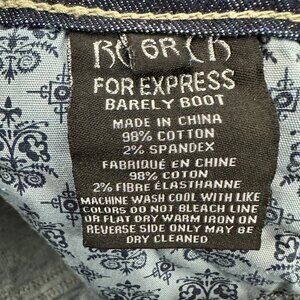 FOR EXPRESS
BARELY BOOT
MADE IN CHINA
98% COTTON
2% SPANDEX
FABRIQUÉ EN CHINE
98% COTON
2% FIBRE ÉLASTHANNE
MACHINE WASH COOL WITH LIKE
COLORS DO NOT BLEACH LINE
OR FLAT DRY WARM IRON ON
REVERSE SIDE ONLY MAY BE
DRY CLEANED